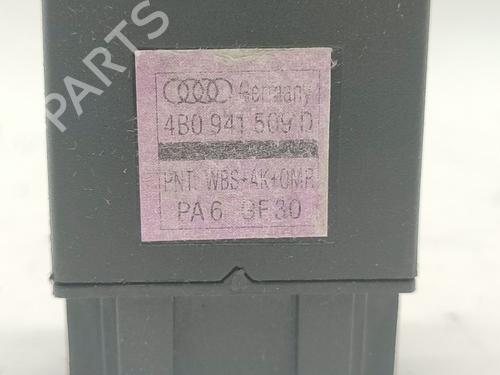 PARTS
Germany
4B0 941 509 D
PNT: WBS+AK+OMR
PA6 GF30